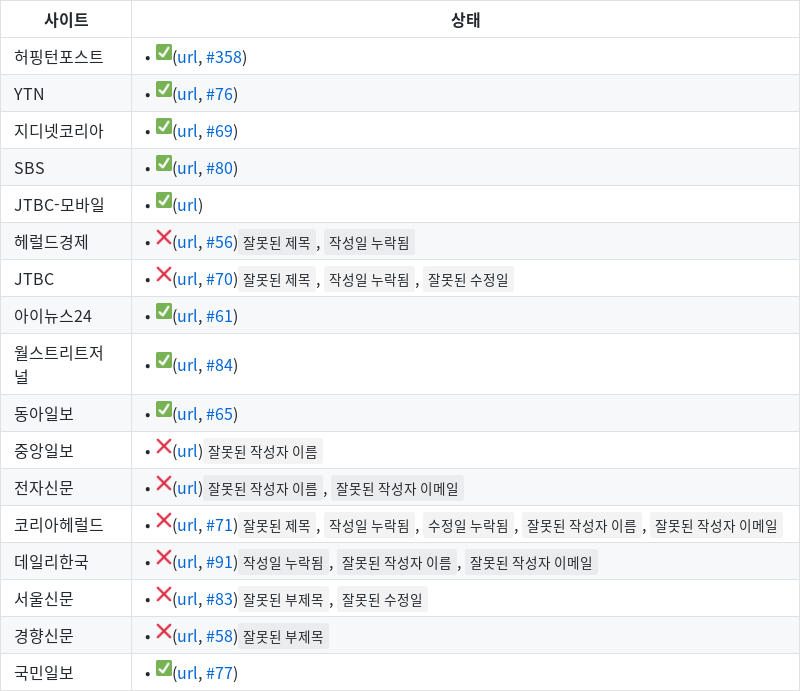 사이트 상태
허핑턴포스트 • ✅(url, #358)
YTN • ✅(url, #76)
지디넷코리아 • ✅(url, #69)
SBS • ✅(url, #80)
JTBC-모바일 • ✅(url)
헤럴드경제 • ❌(url, #56) 잘못된 제목 , 작성일 누락됨
JTBC • ❌(url, #70) 잘못된 제목 , 작성일 누락됨 , 잘못된 수정일
아이뉴스24 • ✅(url, #61)
월스트리트저
널 • ✅(url, #84)
동아일보 • ✅(url, #65)
중앙일보 • ❌(url) 잘못된 작성자 이름
전자신문 • ❌(url) 잘못된 작성자 이름 , 잘못된 작성자 이메일
코리아헤럴드 • ❌(url, #71) 잘못된 제목 , 작성일 누락됨 , 수정일 누락됨 , 잘못된 작성자 이름 , 잘못된 작성자 이메일
데일리한국 • ❌(url, #91) 작성일 누락됨 , 잘못된 작성자 이름 , 잘못된 작성자 이메일
서울신문 • ❌(url, #83) 잘못된 부제목 , 잘못된 수정일
경향신문 • ❌(url, #58) 잘못된 부제목
국민일보 • ✅(url, #77)